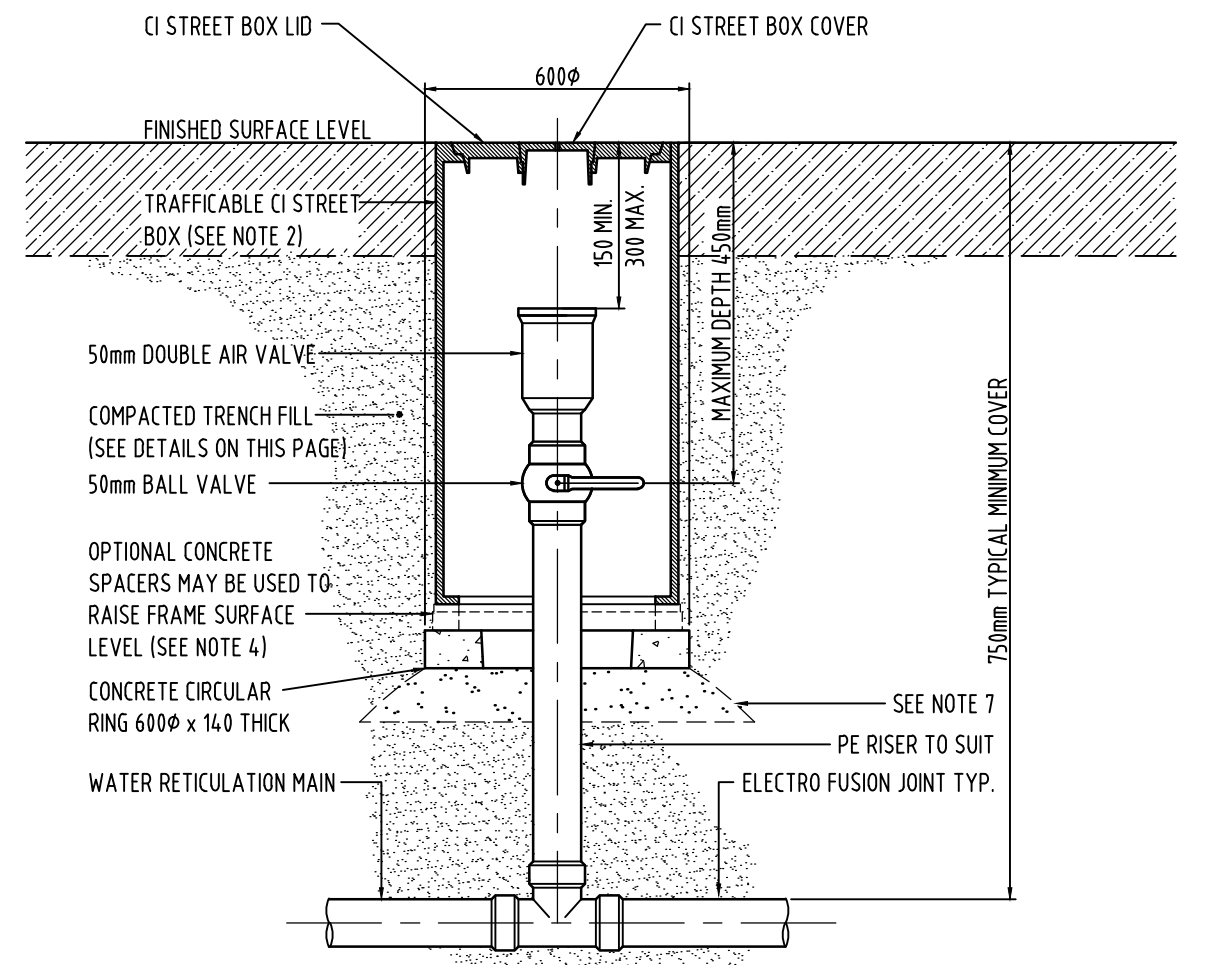 CI STREET BOX LID
CI STREET BOX COVER
600Ø
FINISHED SURFACE LEVEL
TRAFFICABLE CI STREET
BOX (SEE NOTE 2)
150 MIN.
300 MAX.
MAXIMUM DEPTH 450mm
50mm DOUBLE AIR VALVE
COMPACTED TRENCH FILL
(SEE DETAILS ON THIS PAGE)
50mm BALL VALVE
750mm TYPICAL MINIMUM COVER
OPTIONAL CONCRETE
SPACERS MAY BE USED TO
RAISE FRAME SURFACE
LEVEL (SEE NOTE 4)
CONCRETE CIRCULAR
RING 600Ø x 140 THICK
SEE NOTE 7
PE RISER TO SUIT
WATER RETICULATION MAIN
ELECTRO FUSION JOINT TYP.